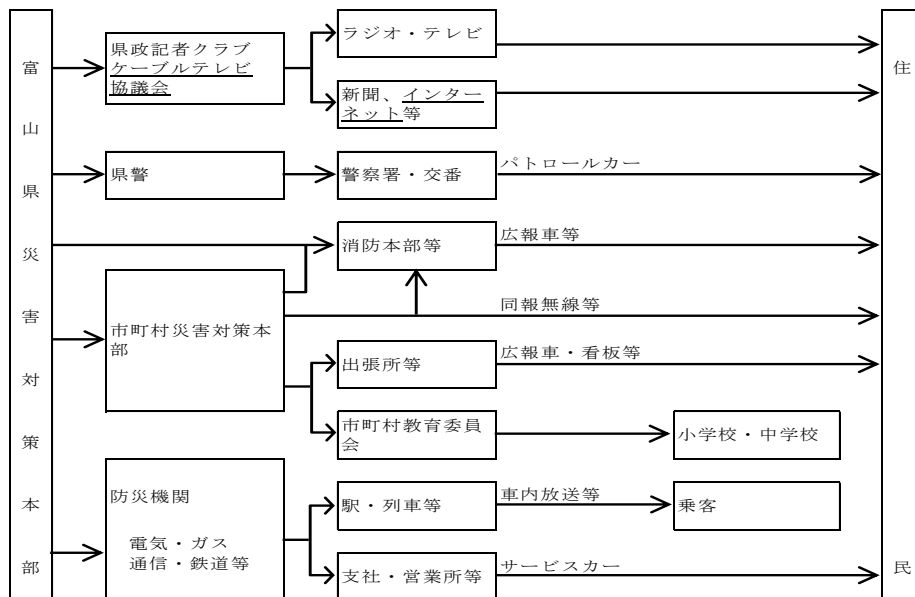 富山県災害対策本部
県政記者クラブ
ケーブルテレビ
協議会
ラジオ・テレビ
新聞、インター
ネット等
県警
警察署・交番
パトロールカー
消防本部等
広報車等
市町村災害対策本
部
同報無線等
出張所等
広報車・看板等
市町村教育委員
会
小学校・中学校
防災機関
電気・ガス
通信・鉄道等
駅・列車等
車内放送等
乗客
支社・営業所等
サービスカー
住民